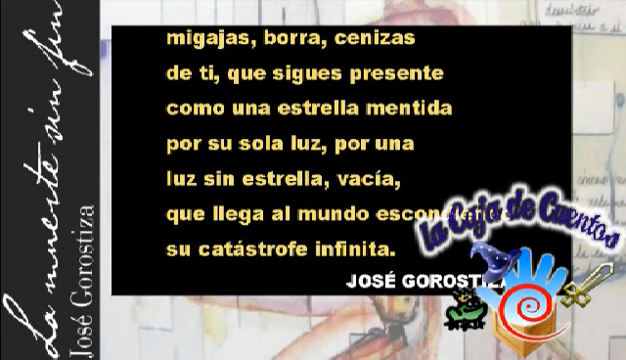 La muerte sin fin
José Gorostiza
migajas, borra, cenizas
de ti, que sigues presente
como una estrella mentida
por su sola luz, por una
luz sin estrella, vacía,
que llega al mundo escondiendo
su catástrofe infinita.
JOSÉ GOROSTIZA
la Caja de Cuentos